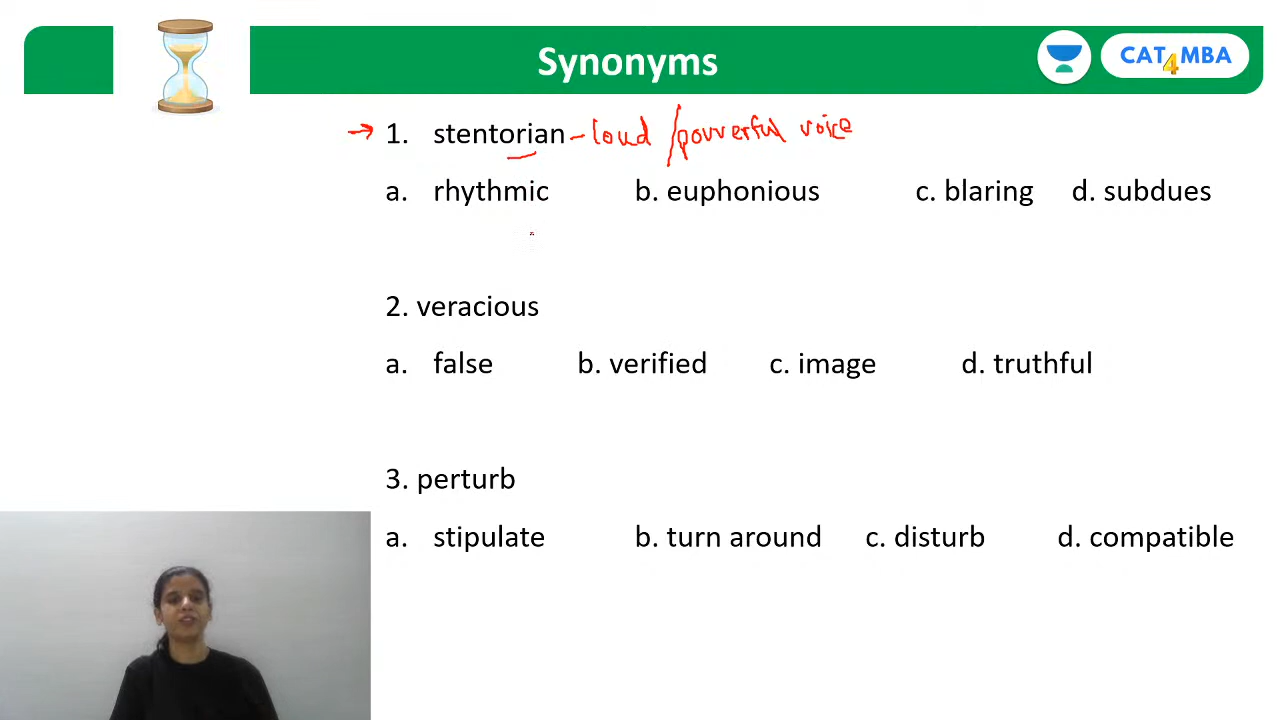 Synonyms
CAT4MBA
1. stentorian - loud / powerful voice
a. rhythmic b. euphonious c. blaring d. subdues
2. veracious
a. false b. verified c. image d. truthful
3. perturb
a. stipulate b. turn around c. disturb d. compatible